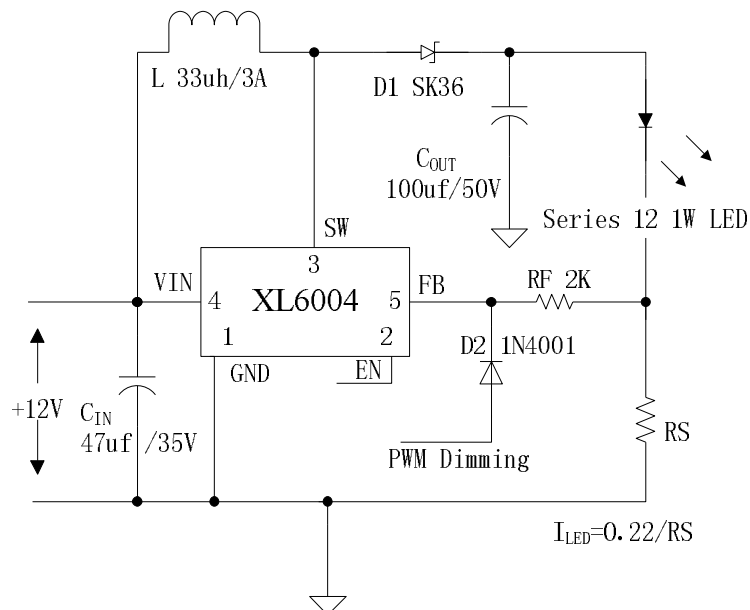 L 33uh/3A
D1 SK36
COUT
100uf/50V
Series 12 1W LED
SW
3
VIN
4
XL6004
5
FB
RF 2K
1
2
GND
EN
D2 1N4001
+12V
CIN
47uf /35V
PWM Dimming
RS
ILED=0.22/RS